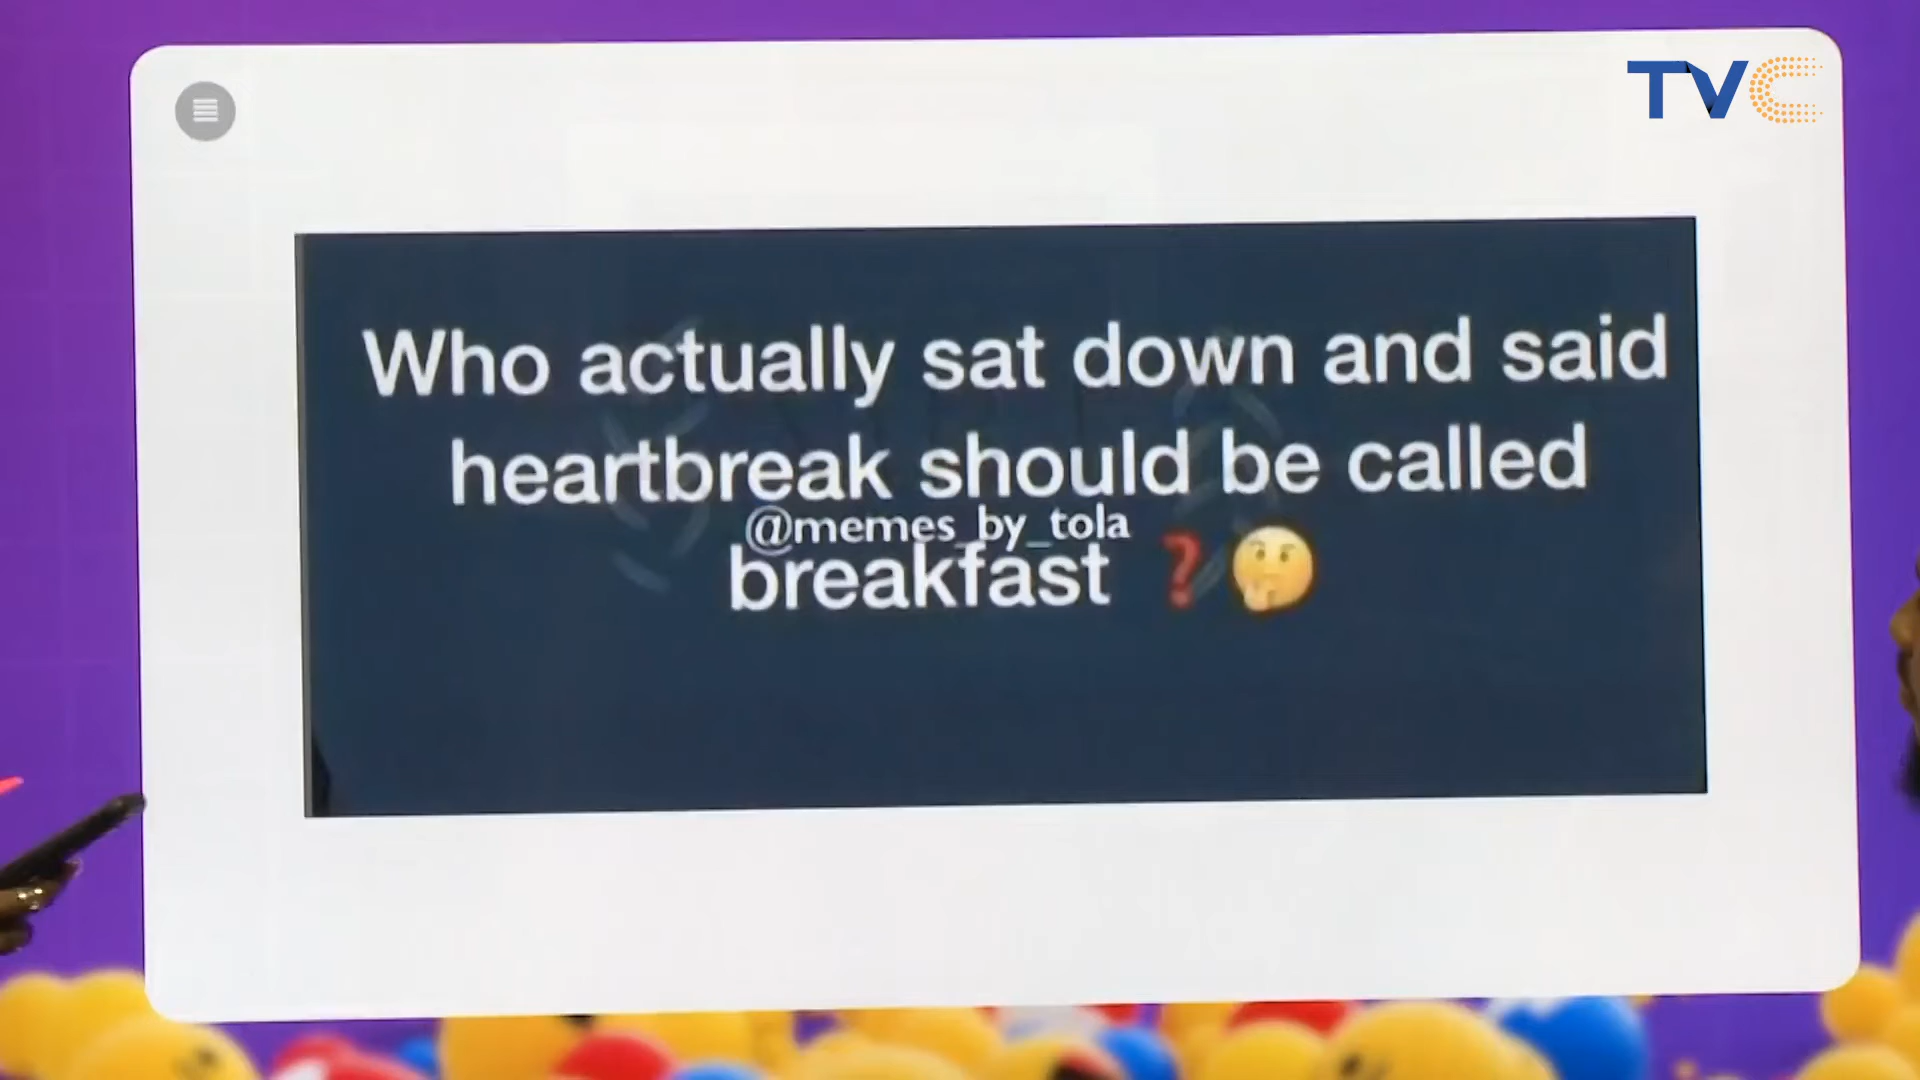 TVC
Who actually sat down and said
heartbreak should be called
@memes_by_tola
breakfast ❓🤔